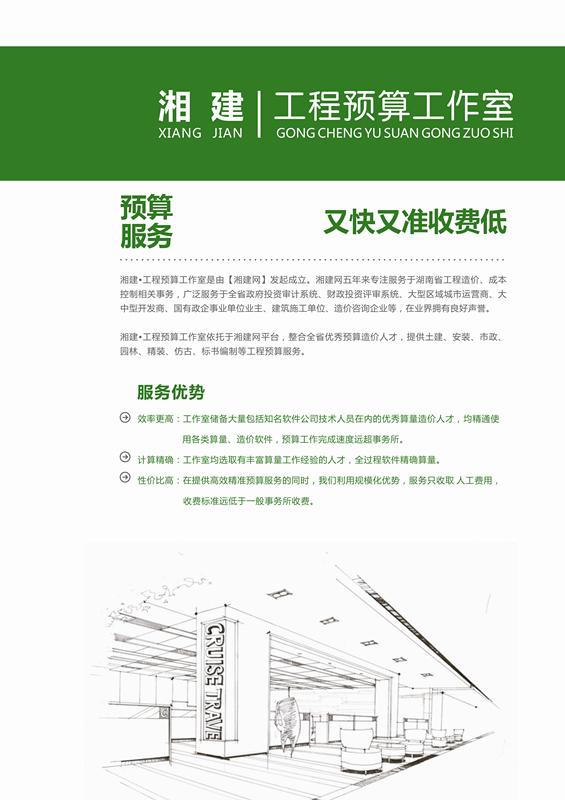 湘建 | 工程预算工作室
XIANG JIAN GONG CHENG YU SUAN GONG ZUO SHI
预算
服务
又快又准收费低
湘建•工程预算工作室是由【湘建网】发起成立。湘建网五年来专注服务于湖南省工程造价、成本
控制相关事务，广泛服务于全省政府投资审计系统、财政投资评审系统、大型区域城市运营商、大
中型开发商、国有政企事业单位业主、建筑施工单位、造价咨询企业等，在业界拥有良好声誉。
湘建•工程预算工作室依托于湘建网平台，整合全省优秀预算造价人才，提供土建、安装、市政、
园林、精装、仿古、标书编制等工程预算服务。
服务优势
效率更高：工作室储备大量包括知名软件公司技术人员在内的优秀算量造价人才，均精通使
用各类算量、造价软件，预算工作完成速度远超事务所。
计算精确：工作室均选取有丰富算量工作经验的人才，全过程软件精确算量。
性价比高：在提供高效精准预算服务的同时，我们利用规模化优势，服务只收取 人工费用，
收费标准远低于一般事务所收费。
CRUISE TRAVE